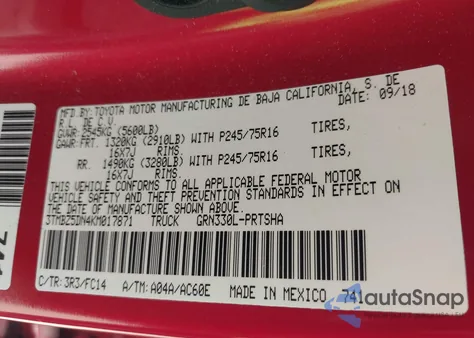 MFD.BY: TOYOTA MOTOR MANUFACTURING DE BAJA CALIFORNIA, S. DE
R.L. DE C.V. DATE: 09/18
GVWR: 2545KG (5600LB)
GAWR: FRT. 1320KG (2910LB) WITH P245/75R16 TIRES,
16X7J RIMS.
RR. 1490KG (3280LB) WITH P245/75R16 TIRES,
16X7J RIMS.
THIS VEHICLE CONFORMS TO ALL APPLICABLE FEDERAL MOTOR
VEHICLE SAFETY AND THEFT PREVENTION STANDARDS IN EFFECT ON
THE DATE OF MANUFACTURE SHOWN ABOVE.
3TMBZ5DN4KM017871 TRUCK GRN330L-PRTSHA
C/TR: 3R3/FC14 A/TM: A04A/AC60E MADE IN MEXICO 741
autaSnap